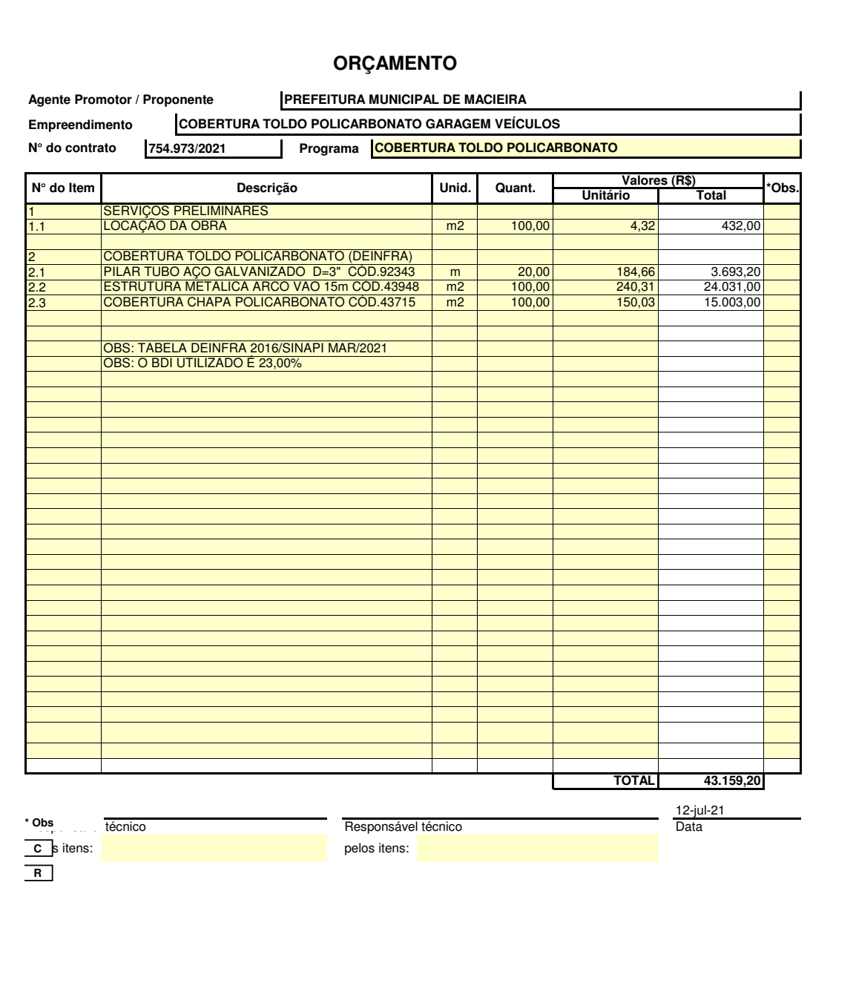 ORÇAMENTO
Agente Promotor / Proponente PREFEITURA MUNICIPAL DE MACIEIRA
Empreendimento COBERTURA TOLDO POLICARBONATO GARAGEM VEÍCULOS
N° do contrato 754.973/2021 Programa COBERTURA TOLDO POLICARBONATO
N° do Item Descrição Unid. Quant. Valores (R$) *Obs.
Unitário Total
1 SERVIÇOS PRELIMINARES
1.1 LOCAÇÃO DA OBRA m2 100,00 4,32 432,00
2 COBERTURA TOLDO POLICARBONATO (DEINFRA)
2.1 PILAR TUBO AÇO GALVANIZADO D=3" CÓD.92343 m 20,00 184,66 3.693,20
2.2 ESTRUTURA METALICA ARCO VÃO 15m CÓD.43948 m2 100,00 240,31 24.031,00
2.3 COBERTURA CHAPA POLICARBONATO CÓD.43715 m2 100,00 150,03 15.003,00
OBS: TABELA DEINFRA 2016/SINAPI MAR/2021
OBS: O BDI UTILIZADO É 23,00%
TOTAL 43.159,20
12-jul-21
* Obs técnico Responsável técnico Data
C s itens: pelos itens:
R